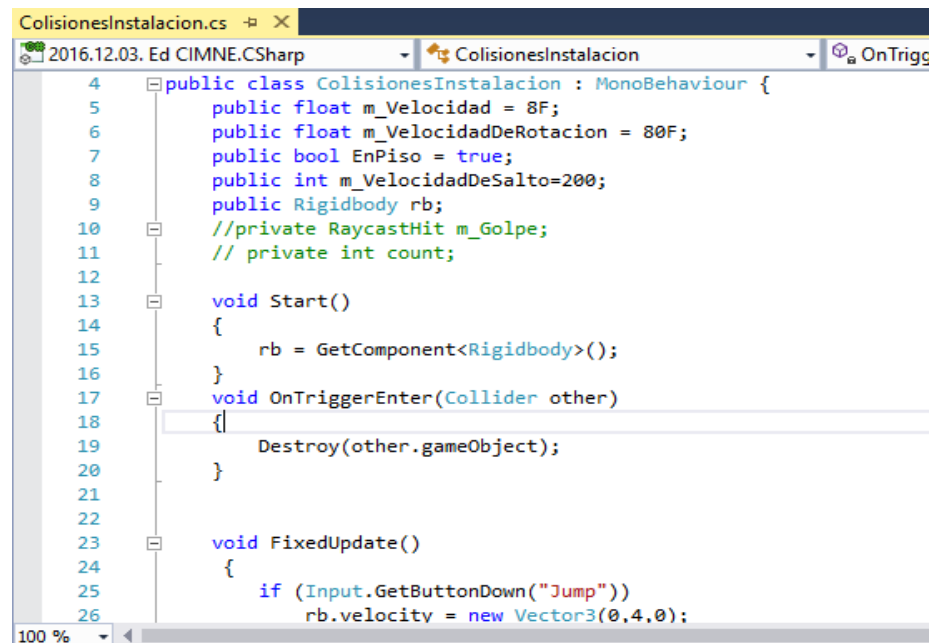 ColisionesInstalacion.cs
2016.12.03. Ed CIMNE.CSharp ColisionesInstalacion OnTrigg
4 public class ColisionesInstalacion : MonoBehaviour {
5 public float m_Velocidad = 8F;
6 public float m_VelocidadDeRotacion = 80F;
7 public bool EnPiso = true;
8 public int m_VelocidadDeSalto=200;
9 public Rigidbody rb;
10 //private RaycastHit m_Golpe;
11 // private int count;
12
13 void Start()
14 {
15 rb = GetComponent<Rigidbody>();
16 }
17 void OnTriggerEnter(Collider other)
18 {
19 Destroy(other.gameObject);
20 }
21
22
23 void FixedUpdate()
24 {
25 if (Input.GetButtonDown("Jump"))
26 rb.velocity = new Vector3(0,4,0);
100 %